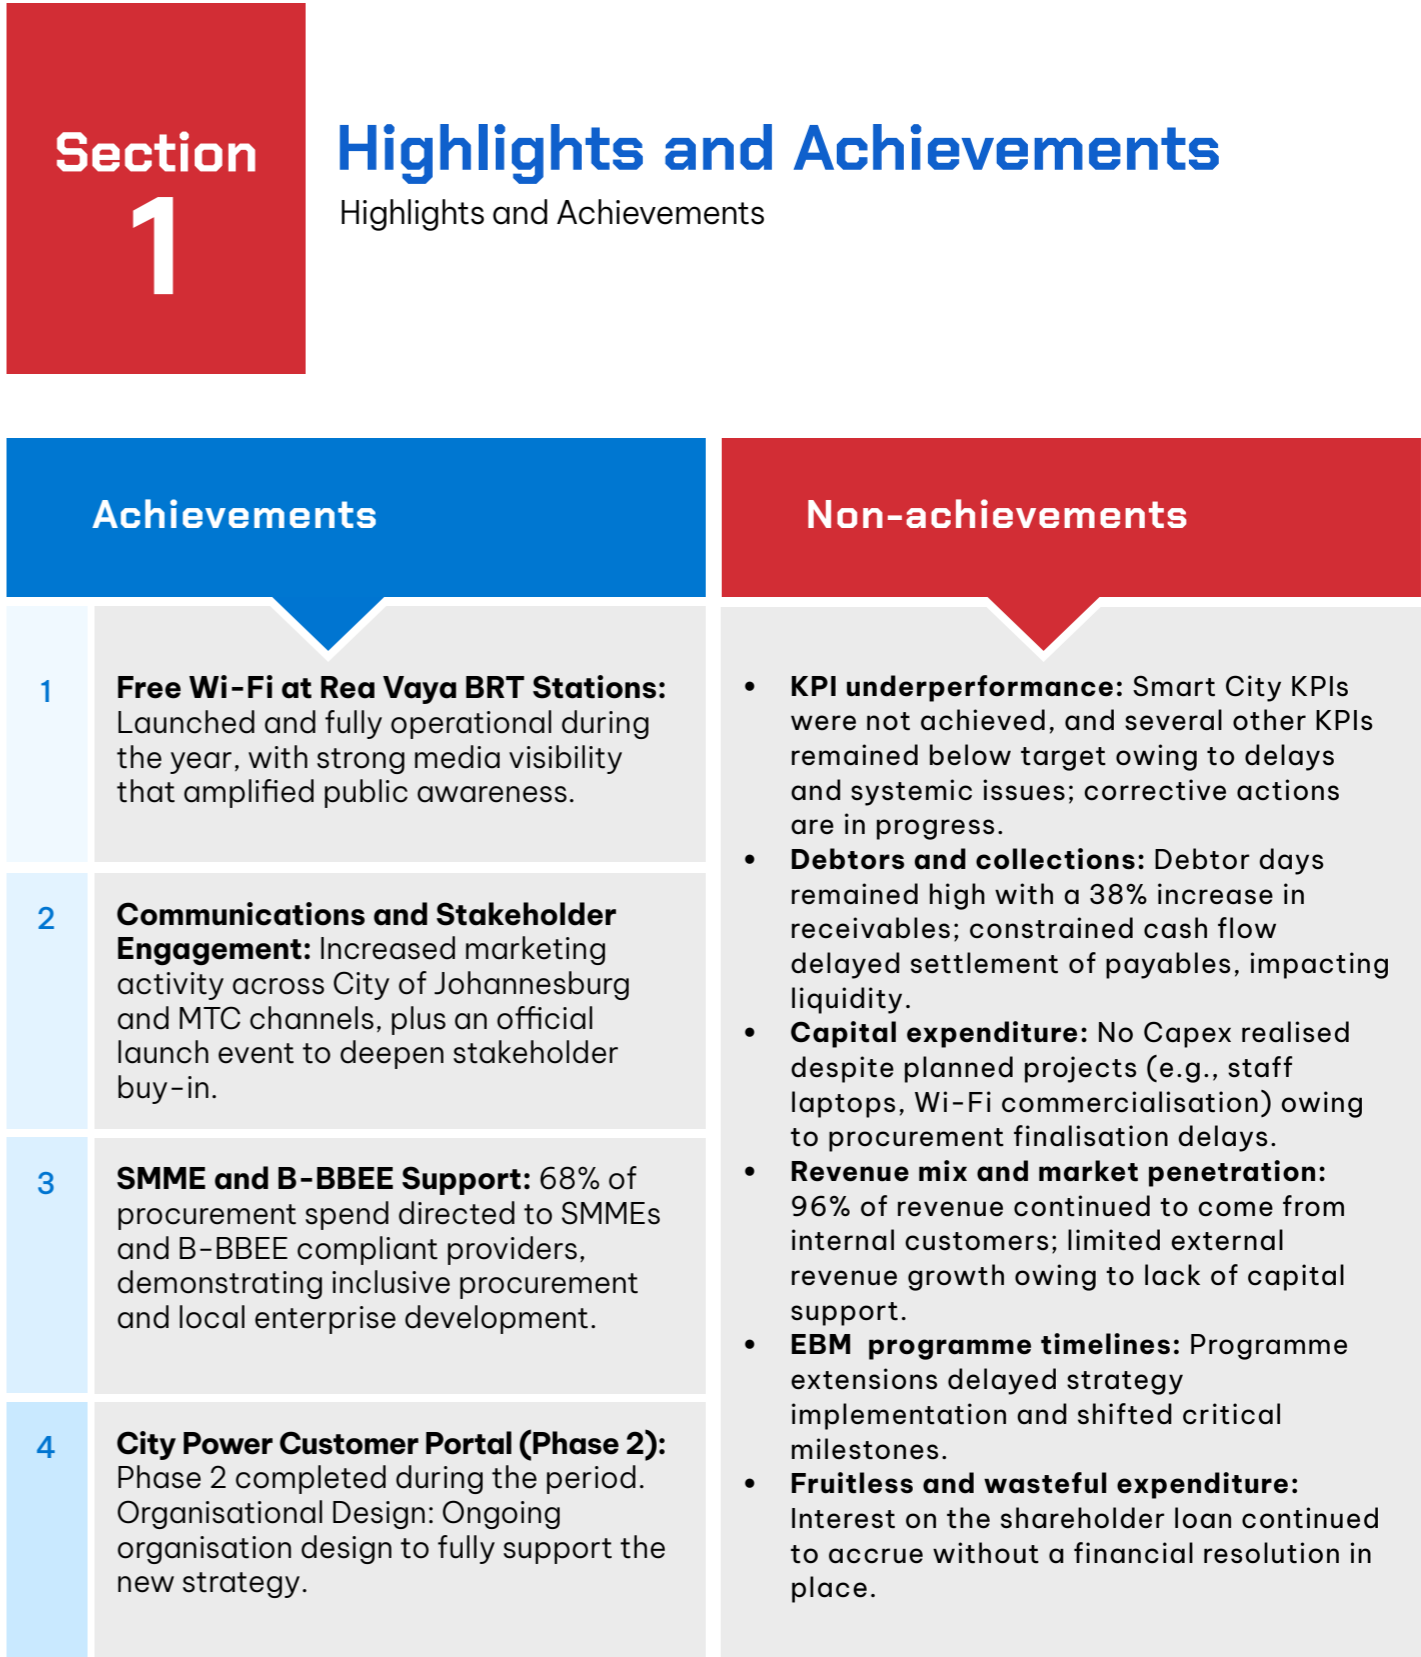 Section
1
Highlights and Achievements
Highlights and Achievements
Achievements
1
Free Wi-Fi at Rea Vaya BRT Stations:
Launched and fully operational during
the year, with strong media visibility
that amplified public awareness.
2
Communications and Stakeholder
Engagement: Increased marketing
activity across City of Johannesburg
and MTC channels, plus an official
launch event to deepen stakeholder
buy-in.
3
SMME and B-BBEE Support: 68% of
procurement spend directed to SMMEs
and B-BBEE compliant providers,
demonstrating inclusive procurement
and local enterprise development.
4
City Power Customer Portal (Phase 2):
Phase 2 completed during the period.
Organisational Design: Ongoing
organisation design to fully support the
new strategy.
Non-achievements
• KPI underperformance: Smart City KPIs
were not achieved, and several other KPIs
remained below target owing to delays
and systemic issues; corrective actions
are in progress.
• Debtors and collections: Debtor days
remained high with a 38% increase in
receivables; constrained cash flow
delayed settlement of payables, impacting
liquidity.
• Capital expenditure: No Capex realised
despite planned projects (e.g., staff
laptops, Wi-Fi commercialisation) owing
to procurement finalisation delays.
• Revenue mix and market penetration:
96% of revenue continued to come from
internal customers; limited external
revenue growth owing to lack of capital
support.
• EBM programme timelines: Programme
extensions delayed strategy
implementation and shifted critical
milestones.
• Fruitless and wasteful expenditure:
Interest on the shareholder loan continued
to accrue without a financial resolution in
place.